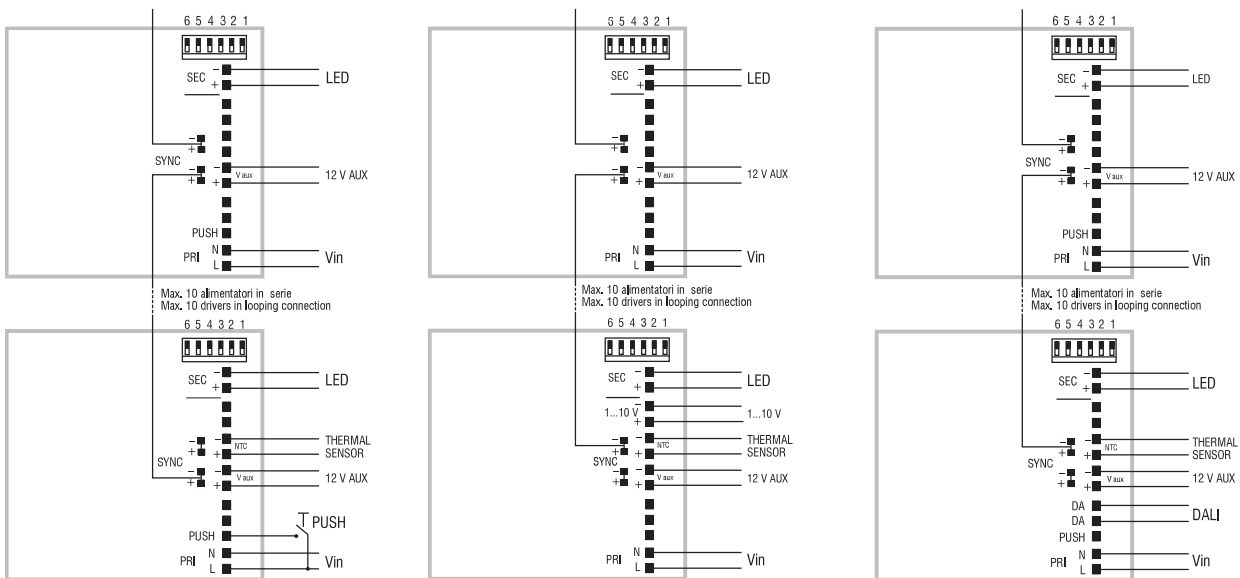 6 5 4 3 2 1
− LED
SEC
+
−
+
SYNC
− − 12 V AUX
V aux
+ +
PUSH
N
PRI Vin
L
Max. 10 alimentatori in serie
Max. 10 drivers in looping connection
6 5 4 3 2 1
− LED
SEC
+
− − THERMAL
NTC
+ + SENSOR
SYNC
− − 12 V AUX
V aux
+ +
PUSH
PUSH
N
PRI Vin
L
6 5 4 3 2 1
− LED
SEC
+
−
+
− − 12 V AUX
V aux
+ +
N
PRI Vin
L
Max. 10 alimentatori in serie
Max. 10 drivers in looping connection
6 5 4 3 2 1
− LED
SEC
+
−
1...10 V 1...10 V
+
− − THERMAL
NTC
+ + SENSOR
SYNC
− − 12 V AUX
V aux
+ +
N
PRI Vin
L
6 5 4 3 2 1
− LED
SEC
+
−
+
SYNC
− − 12 V AUX
V aux
+ +
PUSH
N
PRI Vin
L
Max. 10 alimentatori in serie
Max. 10 drivers in looping connection
6 5 4 3 2 1
− LED
SEC
+
− − THERMAL
NTC
+ + SENSOR
SYNC
− − 12 V AUX
V aux
+ +
DA
DALI
DA
PUSH
N
PRI Vin
L